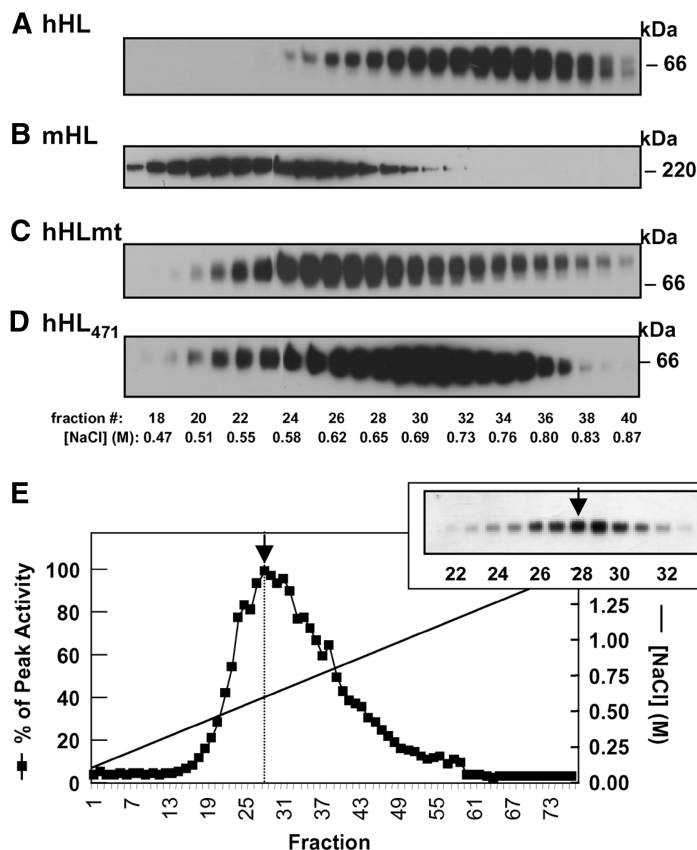 A hHL
kDa
– 66
B mHL
kDa
– 220
C hHLmt
kDa
– 66
D hHL471
kDa
– 66
fraction #: 18 20 22 24 26 28 30 32 34 36 38 40
[NaCl] (M): 0.47 0.51 0.55 0.58 0.62 0.65 0.69 0.73 0.76 0.80 0.83 0.87
E
22 24 26 28 30 32
% of Peak Activity
100
80
60
40
20
0
1.25
1.00
0.75
0.50
0.25
0.00
[NaCl] (M)
1 7 13 19 25 31 37 43 49 55 61 67 73
Fraction